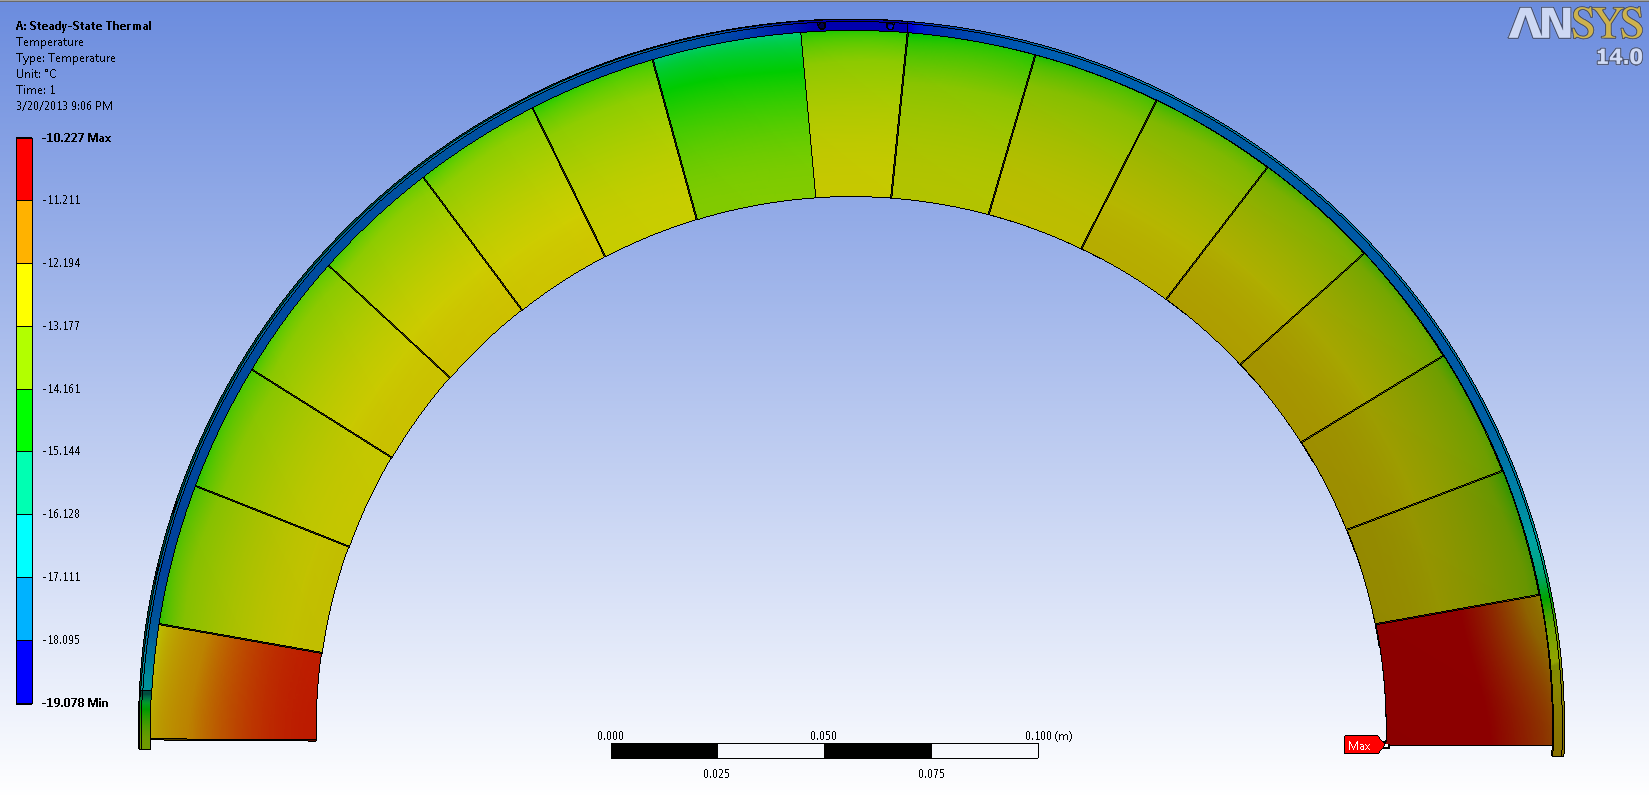 A: Steady-State Thermal
Temperature
Type: Temperature
Unit: °C
Time: 1
3/20/2013 9:06 PM
ANSYS
14.0
-10.227 Max
-11.211
-12.194
-13.177
-14.161
-15.144
-16.128
-17.111
-18.095
-19.078 Min
0.000 0.050 0.100 (m)
0.025 0.075
Max